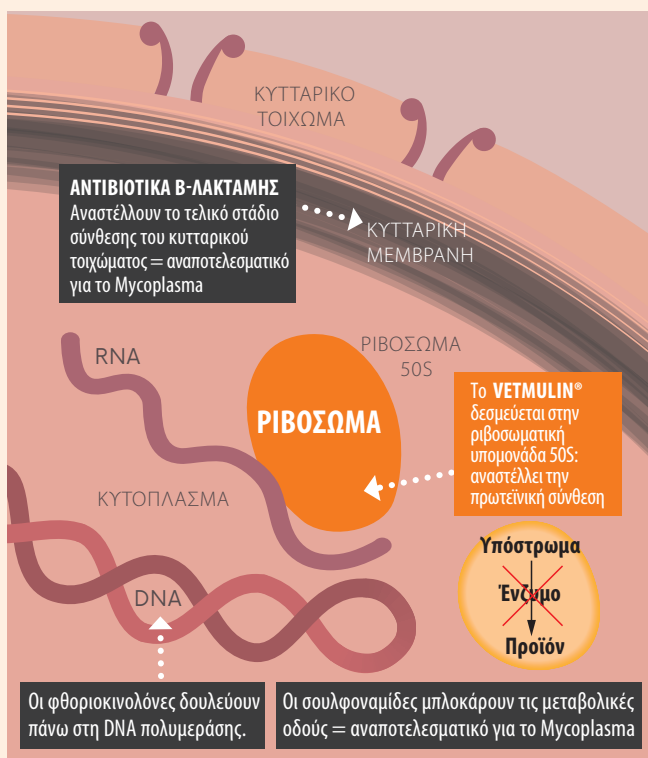 ΚΥΤΤΑΡΙΚΟ
ΤΟΙΧΩΜΑ
ΑΝΤΙΒΙΟΤΙΚΑ Β-ΛΑΚΤΑΜΗΣ
Αναστέλλουν το τελικό στάδιο
σύνθεσης του κυτταρικού
τοιχώματος = αναποτελεσματικό
για το Mycoplasma
ΚΥΤΤΑΡΙΚΗ
ΜΕΜΒΡΑΝΗ
RNA
ΡΙΒΟΣΩΜΑ
50S
ΡΙΒΟΣΩΜΑ
Το VETMULIN®
δεσμεύεται στην
ριβοσωματική
υπομονάδα 50S:
αναστέλλει την
πρωτεϊνική σύνθεση
ΚΥΤΟΠΛΑΣΜΑ
Υπόστρωμα
Ένζυμο
Προϊόν
DNA
Οι φθοριοκινολόνες δουλεύουν
πάνω στη DNA πολυμεράσης.
Οι σουλφοναμίδες μπλοκάρουν τις μεταβολικές
οδούς = αναποτελεσματικό για το Mycoplasma